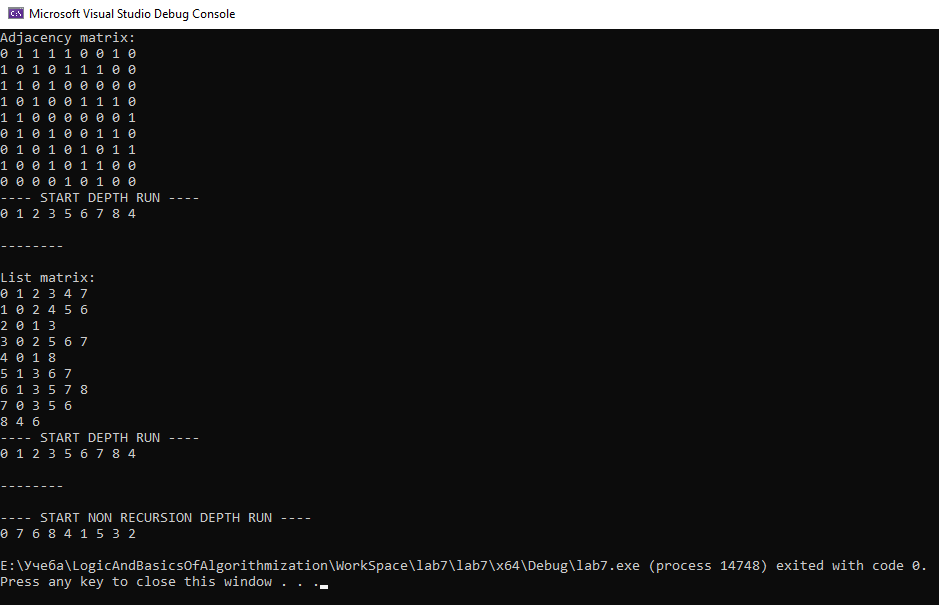 Microsoft Visual Studio Debug Console
Adjacency matrix:
0 1 1 1 1 0 0 1 0
1 0 1 0 1 1 1 0 0
1 1 0 1 0 0 0 0 0
1 0 1 0 0 1 1 1 0
1 1 0 0 0 0 0 0 1
0 1 0 1 0 0 1 1 0
0 1 0 1 0 1 0 1 1
1 0 0 1 0 1 1 0 0
0 0 0 0 1 0 1 0 0
---- START DEPTH RUN ----
0 1 2 3 5 6 7 8 4
--------
List matrix:
0 1 2 3 4 7
1 0 2 4 5 6
2 0 1 3
3 0 2 5 6 7
4 0 1 8
5 1 3 6 7
6 1 3 5 7 8
7 0 3 5 6
8 4 6
---- START DEPTH RUN ----
0 1 2 3 5 6 7 8 4
--------
---- START NON RECURSION DEPTH RUN ----
0 7 6 8 4 1 5 3 2
E:\Учеба\LogicAndBasicsOfAlgorithmization\WorkSpace\lab7\lab7\x64\Debug\lab7.exe (process 14748) exited with code 0.
Press any key to close this window . . .